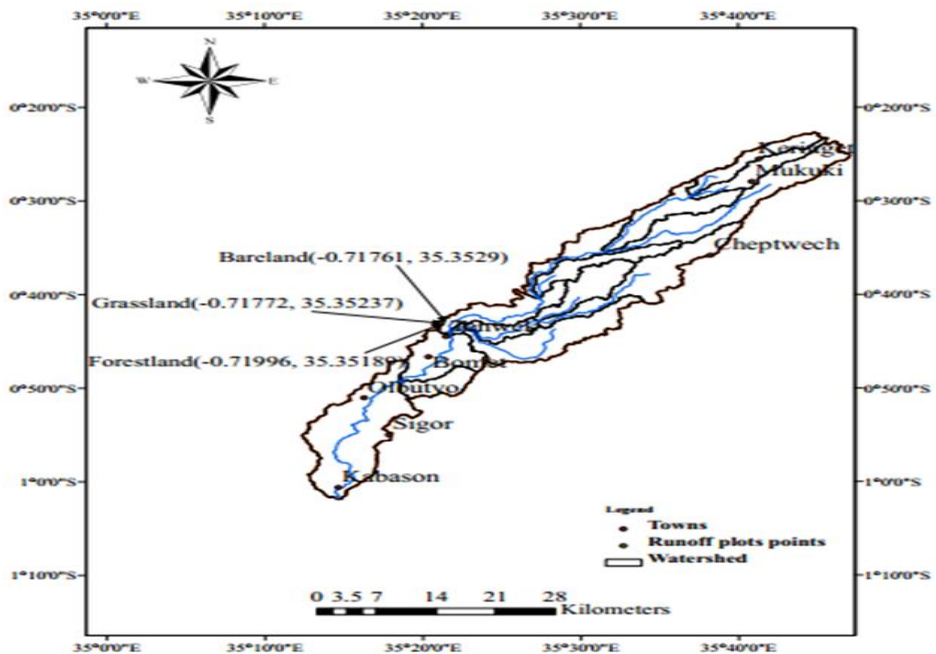 35°0'0"E 35°10'0"E 35°20'0"E 35°30'0"E 35°40'0"E
N
W E
S
0°20'0"S 0°20'0"S
Keringet
0°30'0"S Mukuki 0°30'0"S
Cheptwech
Bareland(-0.71761, 35.3529)
0°40'0"S 0°40'0"S
Grassland(-0.71772, 35.35237)
Forestland(-0.71996, 35.35189)
Bomet
0°50'0"S Olbutyo 0°50'0"S
Sigor
1°0'0"S Kabason 1°0'0"S
Legend
Towns
Runoff plots points
Watershed
1°10'0"S 1°10'0"S
0 3.5 7 14 21 28
Kilometers
35°0'0"E 35°10'0"E 35°20'0"E 35°30'0"E 35°40'0"E